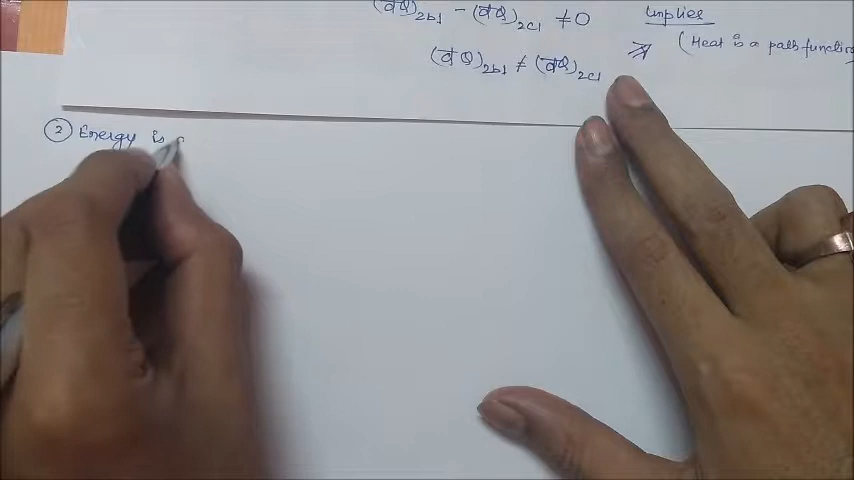 (đQ)₂b₁ - (đQ)₂c₁ ≠ 0 Implies
(đQ)₂b₁ ≠ (đQ)₂c₁ ⇒ (Heat is a path function
② Energy is a